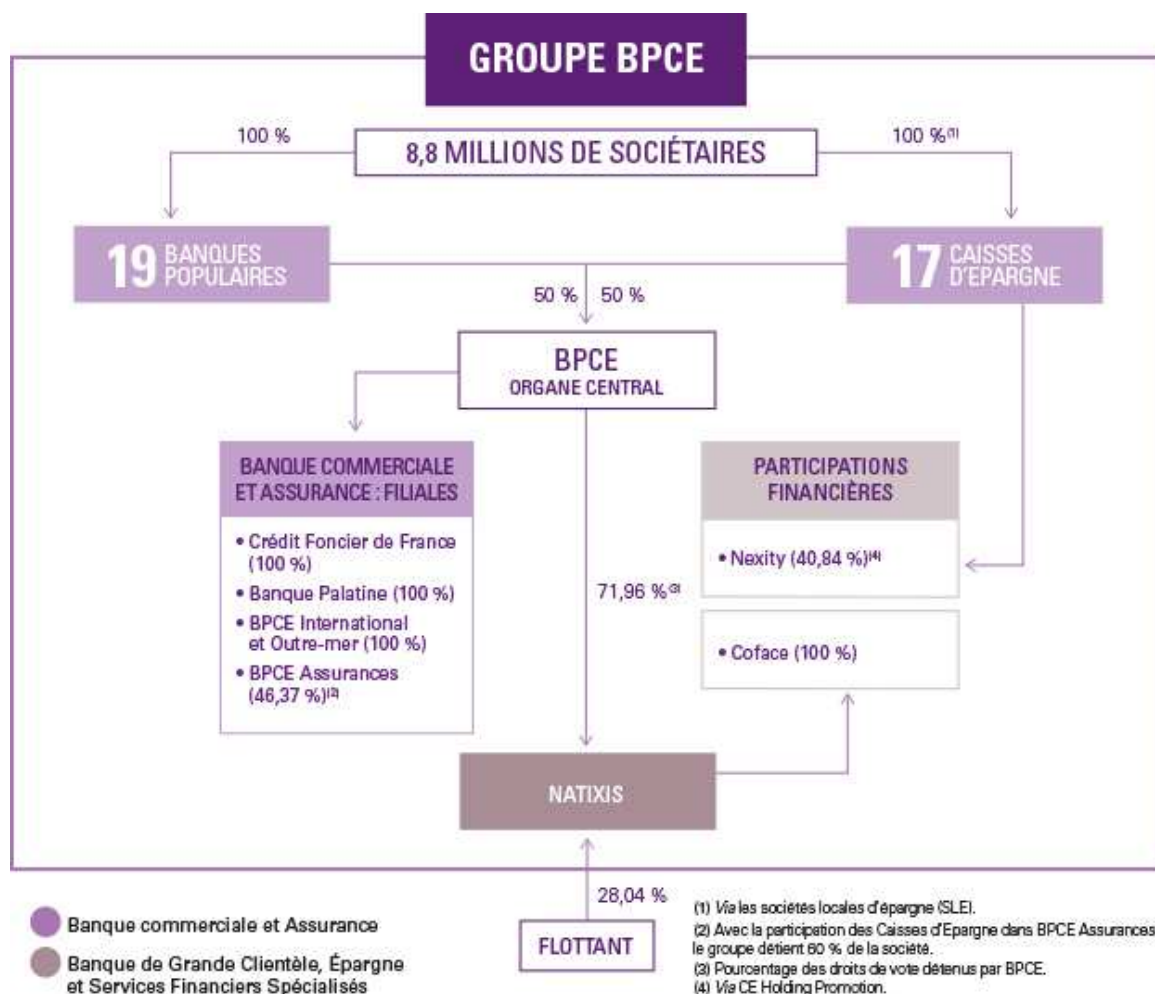 GROUPE BPCE
100 %
8,8 MILLIONS DE SOCIÉTAIRES
100 %(1)
19 BANQUES
POPULAIRES
17 CAISSES
D'EPARGNE
50 %
50 %
BPCE
ORGANE CENTRAL
BANQUE COMMERCIALE
ET ASSURANCE : FILIALES
• Crédit Foncier de France
(100 %)
• Banque Palatine (100 %)
• BPCE International
et Outre-mer (100 %)
• BPCE Assurances
(46,37 %)(2)
71,96 %(3)
PARTICIPATIONS
FINANCIÈRES
• Nexity (40,84 %)(4)
• Coface (100 %)
NATIXIS
28,04 %
FLOTTANT
Banque commerciale et Assurance
Banque de Grande Clientèle, Épargne
et Services Financiers Spécialisés
(1) Via les sociétés locales d'épargne (SLE).
(2) Avec la participation des Caisses d'Epargne dans BPCE Assurances
le groupe détient 60 % de la société.
(3) Pourcentage des droits de vote détenus par BPCE.
(4) Via CE Holding Promotion.